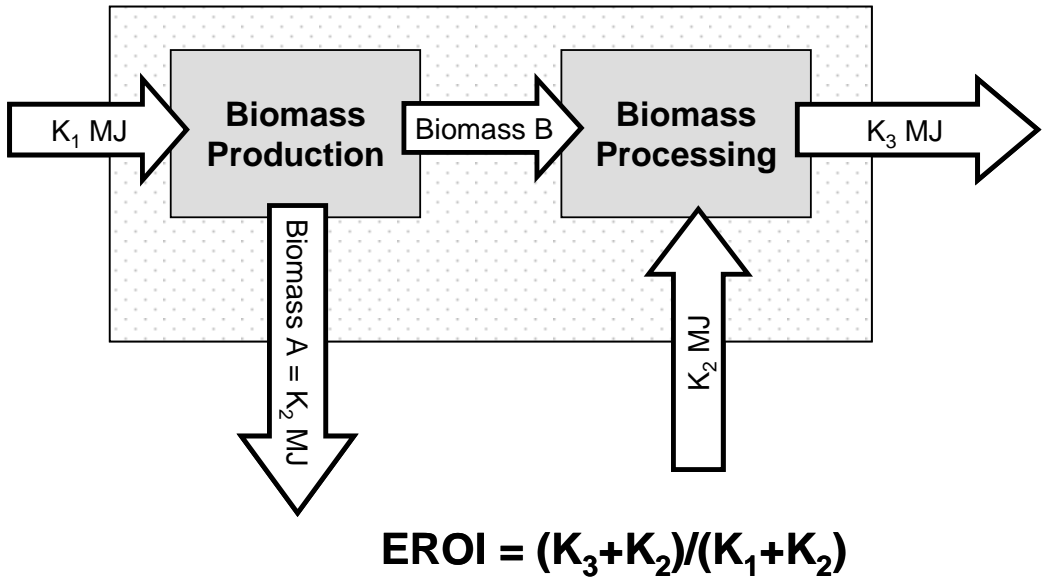 K₁ MJ
Biomass
Production
Biomass B
Biomass
Processing
K₃ MJ
Biomass A = K₂ MJ
K₂ MJ
EROI = (K₃+K₂)/(K₁+K₂)